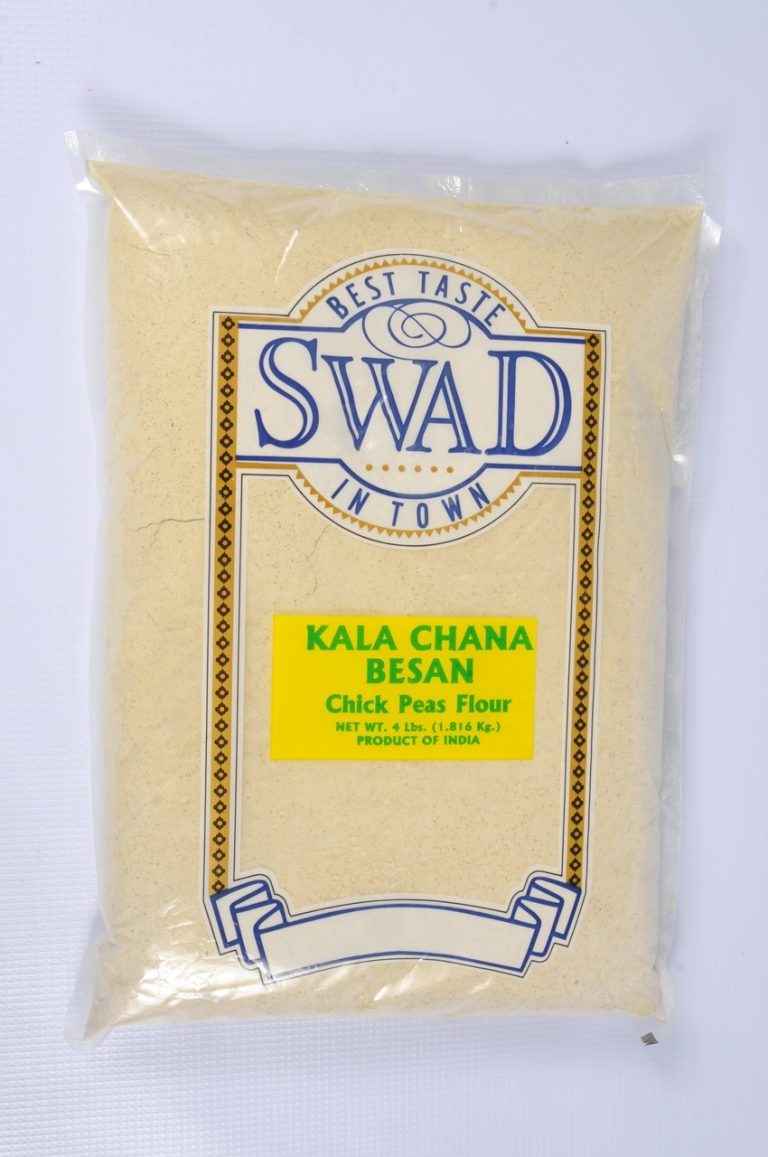 BEST TASTE
SWAD
IN TOWN
KALA CHANA
BESAN
Chick Peas Flour
NET WT. 4 Lbs. (1.816 Kg.)
PRODUCT OF INDIA